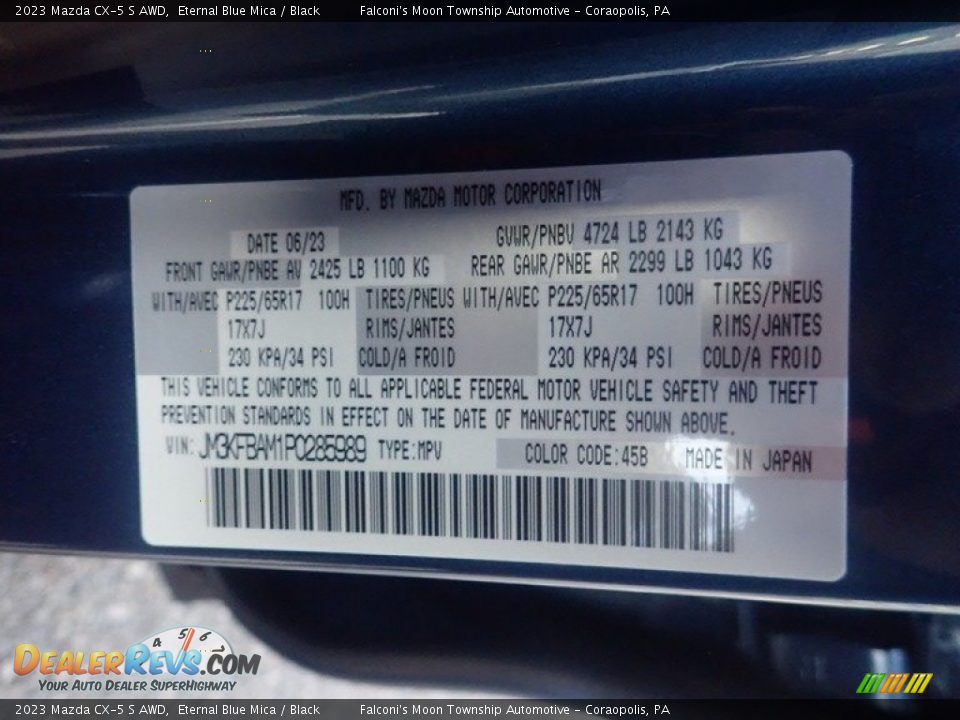 2023 Mazda CX-5 S AWD, Eternal Blue Mica / Black Falconi's Moon Township Automotive - Coraopolis, PA
MFD. BY MAZDA MOTOR CORPORATION
DATE 06/23 GVWR/PNBV 4724 LB 2143 KG
FRONT GAWR/PNBE AV 2425 LB 1100 KG REAR GAWR/PNBE AR 2299 LB 1043 KG
WITH/AVEC P225/65R17 100H TIRES/PNEUS WITH/AVEC P225/65R17 100H TIRES/PNEUS
17X7J RIMS/JANTES 17X7J RIMS/JANTES
230 KPA/34 PSI COLD/A FROID 230 KPA/34 PSI COLD/A FROID
THIS VEHICLE CONFORMS TO ALL APPLICABLE FEDERAL MOTOR VEHICLE SAFETY AND THEFT
PREVENTION STANDARDS IN EFFECT ON THE DATE OF MANUFACTURE SHOWN ABOVE.
VIN: JM3KFBAM1P0285989 TYPE:MPV COLOR CODE:45B MADE IN JAPAN
4 5 6
DEALERREVS.COM
YOUR AUTO DEALER SUPERHIGHWAY
2023 Mazda CX-5 S AWD, Eternal Blue Mica / Black Falconi's Moon Township Automotive - Coraopolis, PA